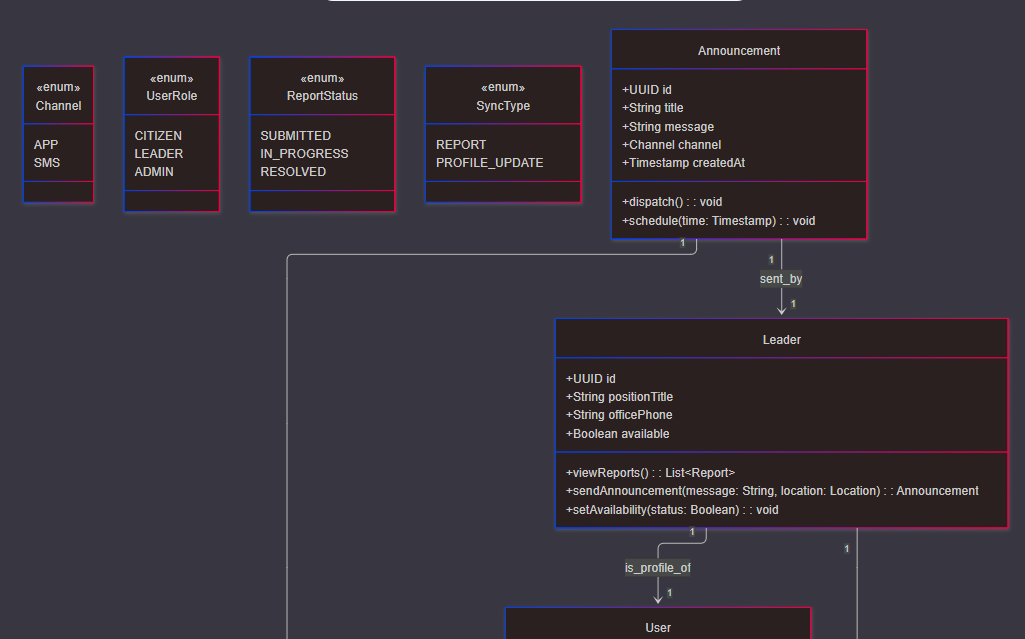 «enum»
Channel
APP
SMS
«enum»
UserRole
CITIZEN
LEADER
ADMIN
«enum»
ReportStatus
SUBMITTED
IN_PROGRESS
RESOLVED
«enum»
SyncType
REPORT
PROFILE_UPDATE
Announcement
+UUID id
+String title
+String message
+Channel channel
+Timestamp createdAt
+dispatch() : : void
+schedule(time: Timestamp) : : void
1
1
sent_by
1
Leader
+UUID id
+String positionTitle
+String officePhone
+Boolean available
+viewReports() : : List<Report>
+sendAnnouncement(message: String, location: Location) : : Announcement
+setAvailability(status: Boolean) : : void
1
1
is_profile_of
1
User